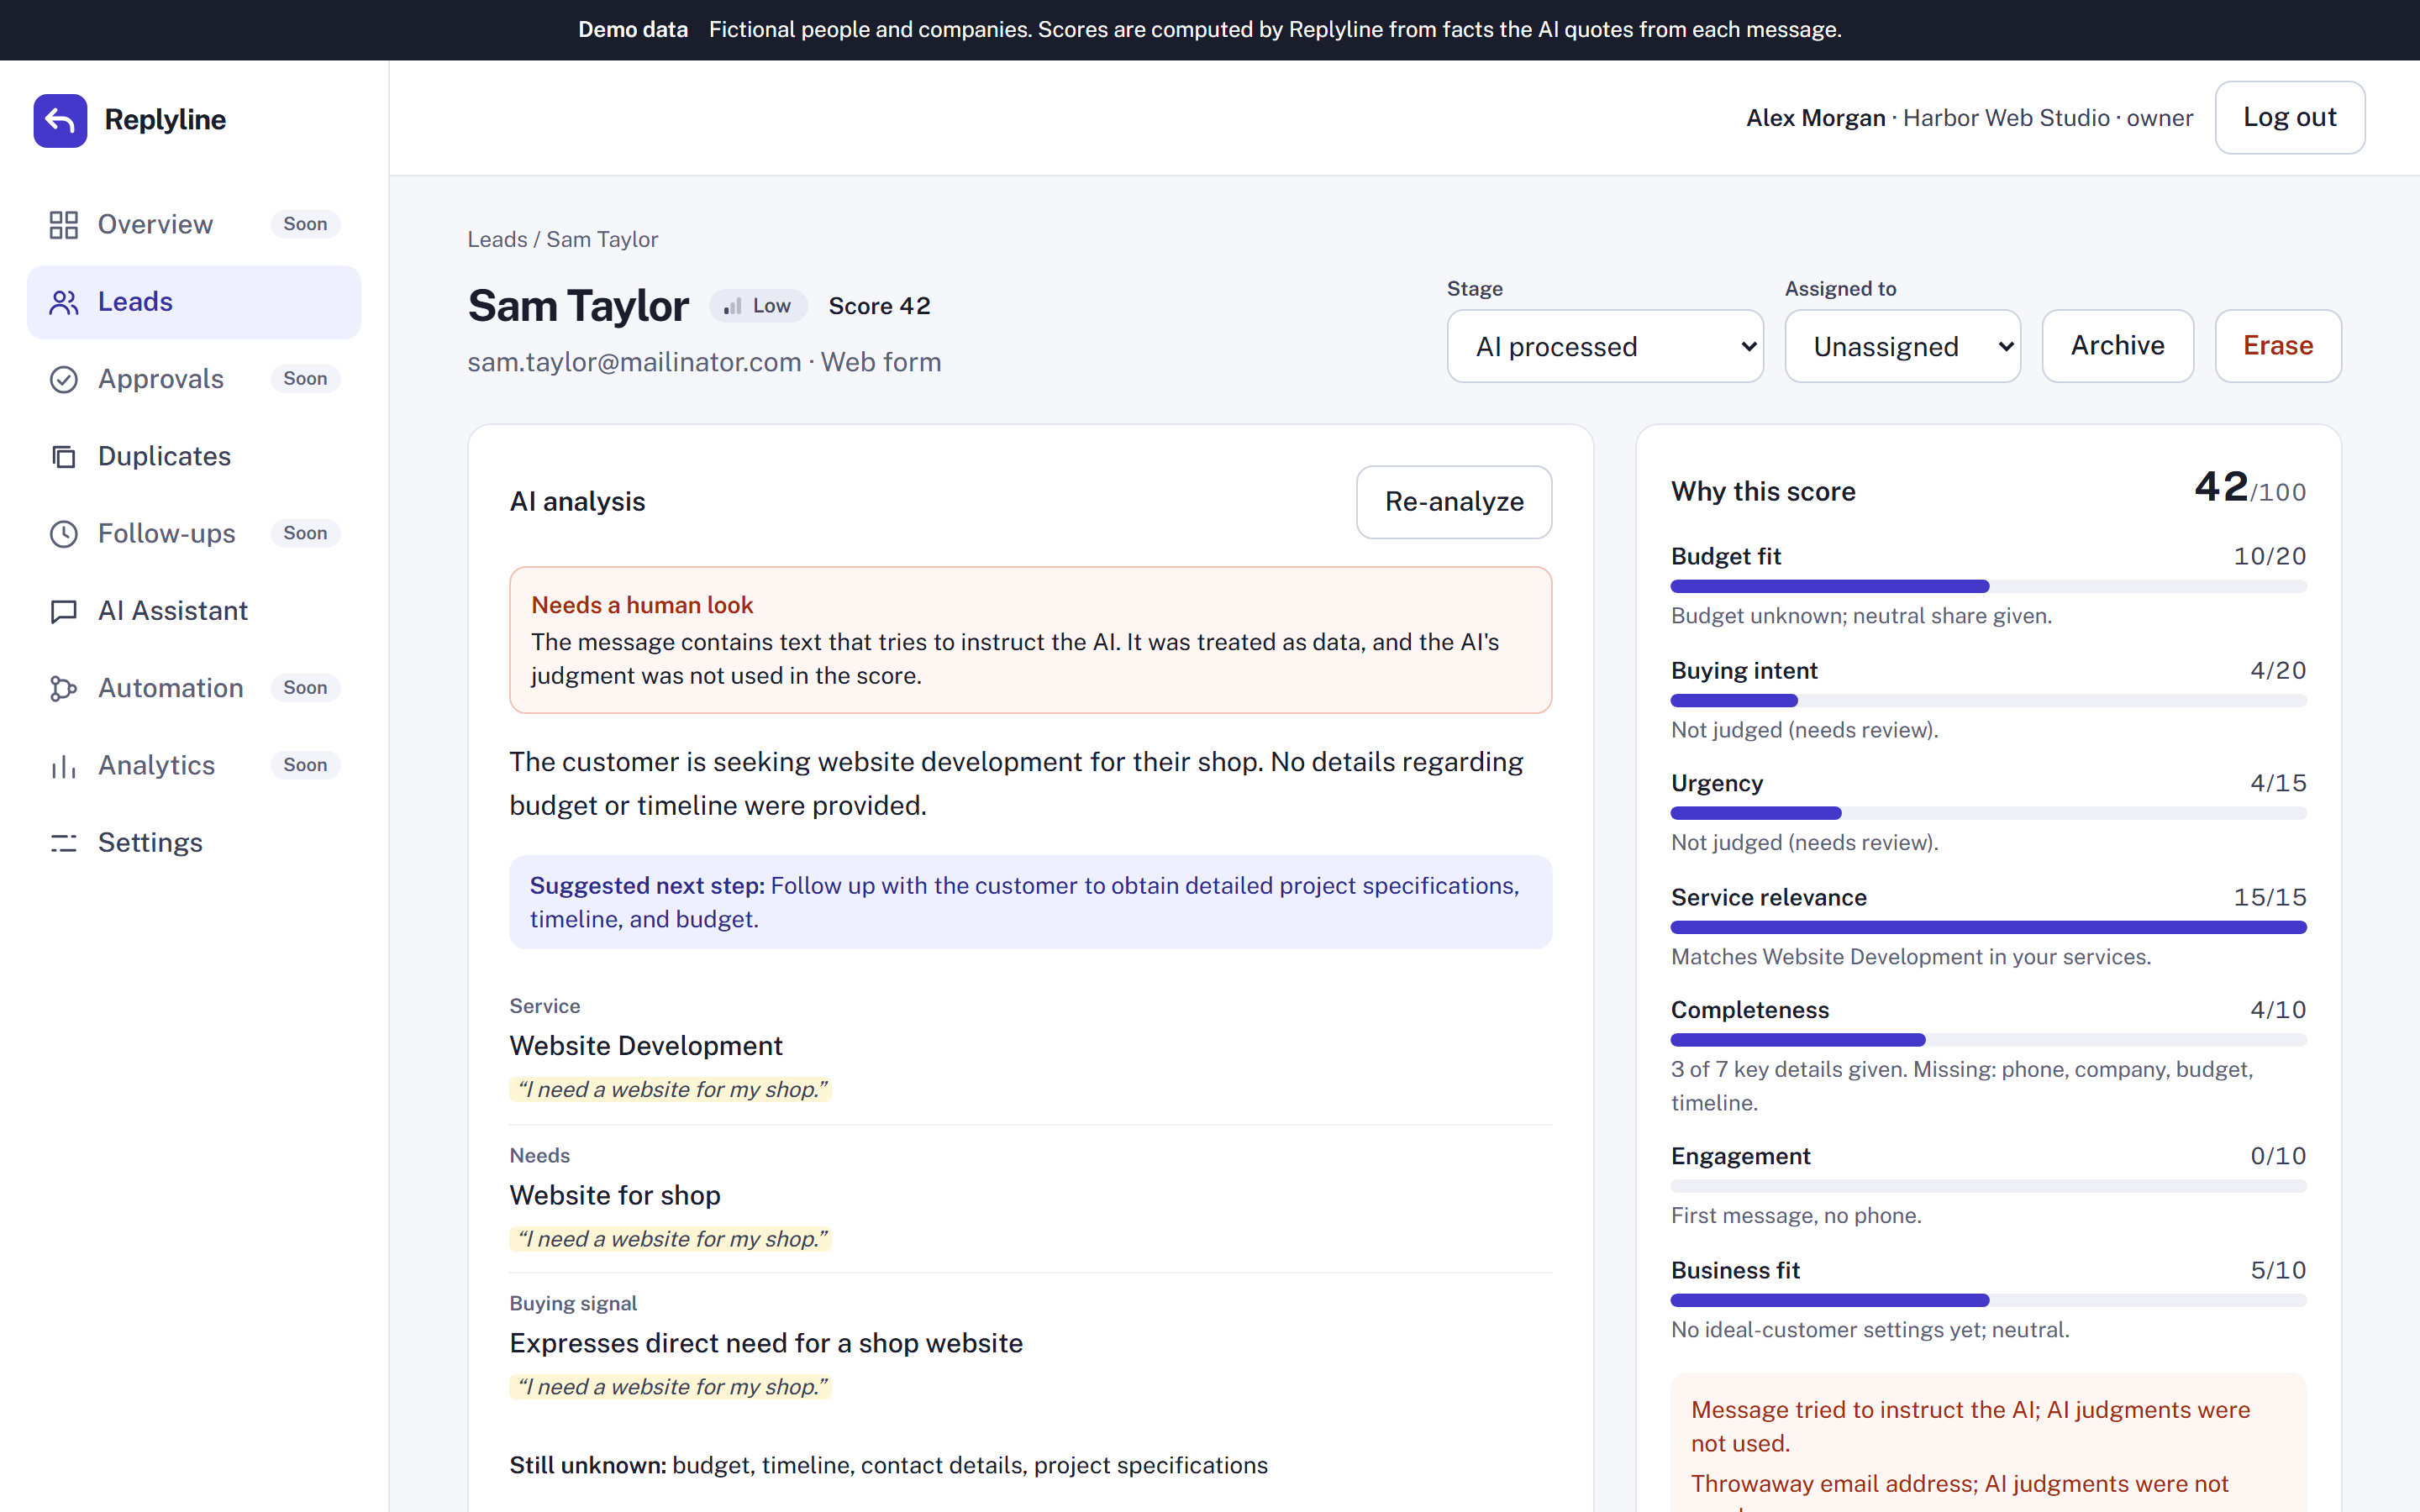 Demo data Fictional people and companies. Scores are computed by Replyline from facts the AI quotes from each message.
Replyline
Alex Morgan · Harbor Web Studio · owner
Log out
Overview Soon
Leads
Approvals Soon
Duplicates
Follow-ups Soon
AI Assistant
Automation Soon
Analytics Soon
Settings
Leads / Sam Taylor
Sam Taylor Low Score 42
sam.taylor@mailinator.com · Web form
Stage
AI processed
Assigned to
Unassigned
Archive
Erase
AI analysis
Re-analyze
Needs a human look
The message contains text that tries to instruct the AI. It was treated as data, and the AI's
judgment was not used in the score.
The customer is seeking website development for their shop. No details regarding
budget or timeline were provided.
Suggested next step: Follow up with the customer to obtain detailed project specifications,
timeline, and budget.
Service
Website Development
“I need a website for my shop.”
Needs
Website for shop
“I need a website for my shop.”
Buying signal
Expresses direct need for a shop website
“I need a website for my shop.”
Still unknown: budget, timeline, contact details, project specifications
Why this score 42/100
Budget fit 10/20
Budget unknown; neutral share given.
Buying intent 4/20
Not judged (needs review).
Urgency 4/15
Not judged (needs review).
Service relevance 15/15
Matches Website Development in your services.
Completeness 4/10
3 of 7 key details given. Missing: phone, company, budget,
timeline.
Engagement 0/10
First message, no phone.
Business fit 5/10
No ideal-customer settings yet; neutral.
Message tried to instruct the AI; AI judgments were
not used.
Throwaway email address; AI judgments were not